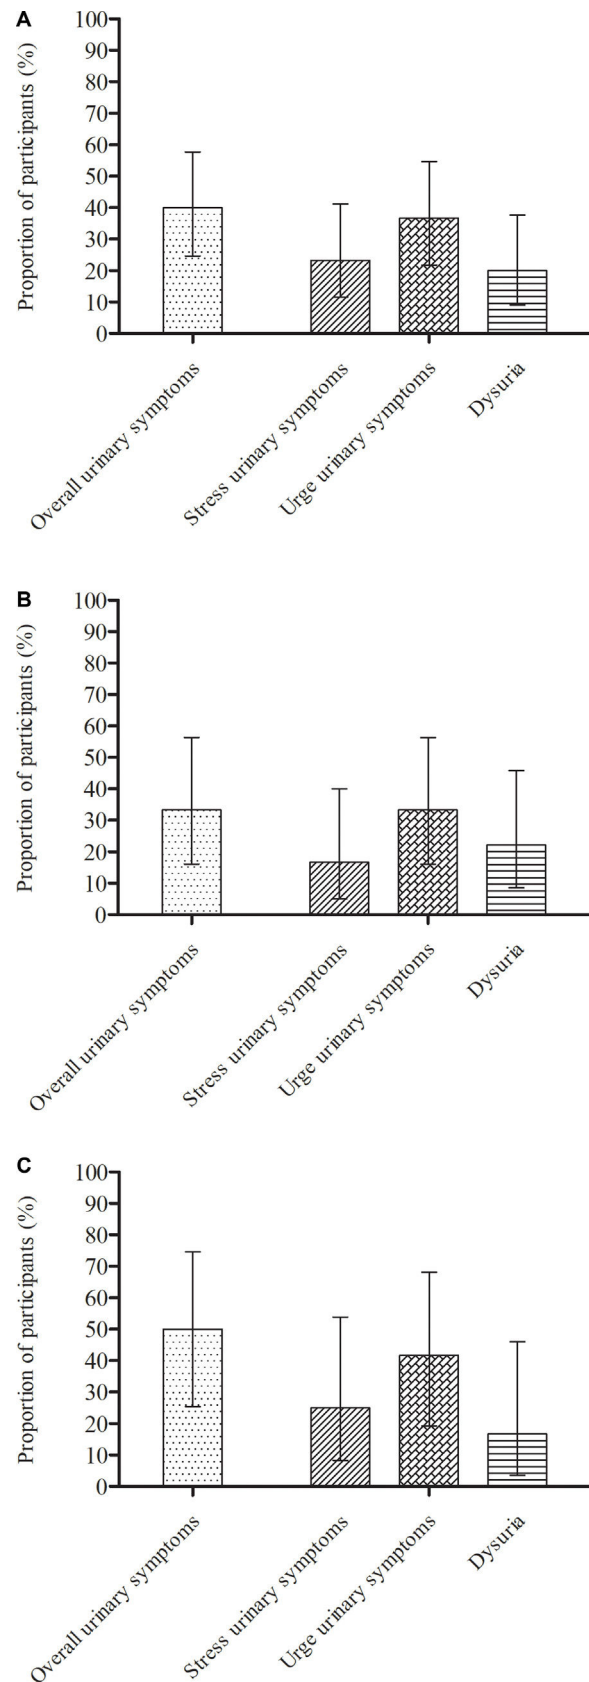 A
Proportion of participants (%)
100
90
80
70
60
50
40
30
20
10
0
Overall urinary symptoms
Stress urinary symptoms
Urge urinary symptoms
Dysuria
B
Proportion of participants (%)
100
90
80
70
60
50
40
30
20
10
0
Overall urinary symptoms
Stress urinary symptoms
Urge urinary symptoms
Dysuria
C
Proportion of participants (%)
100
90
80
70
60
50
40
30
20
10
0
Overall urinary symptoms
Stress urinary symptoms
Urge urinary symptoms
Dysuria